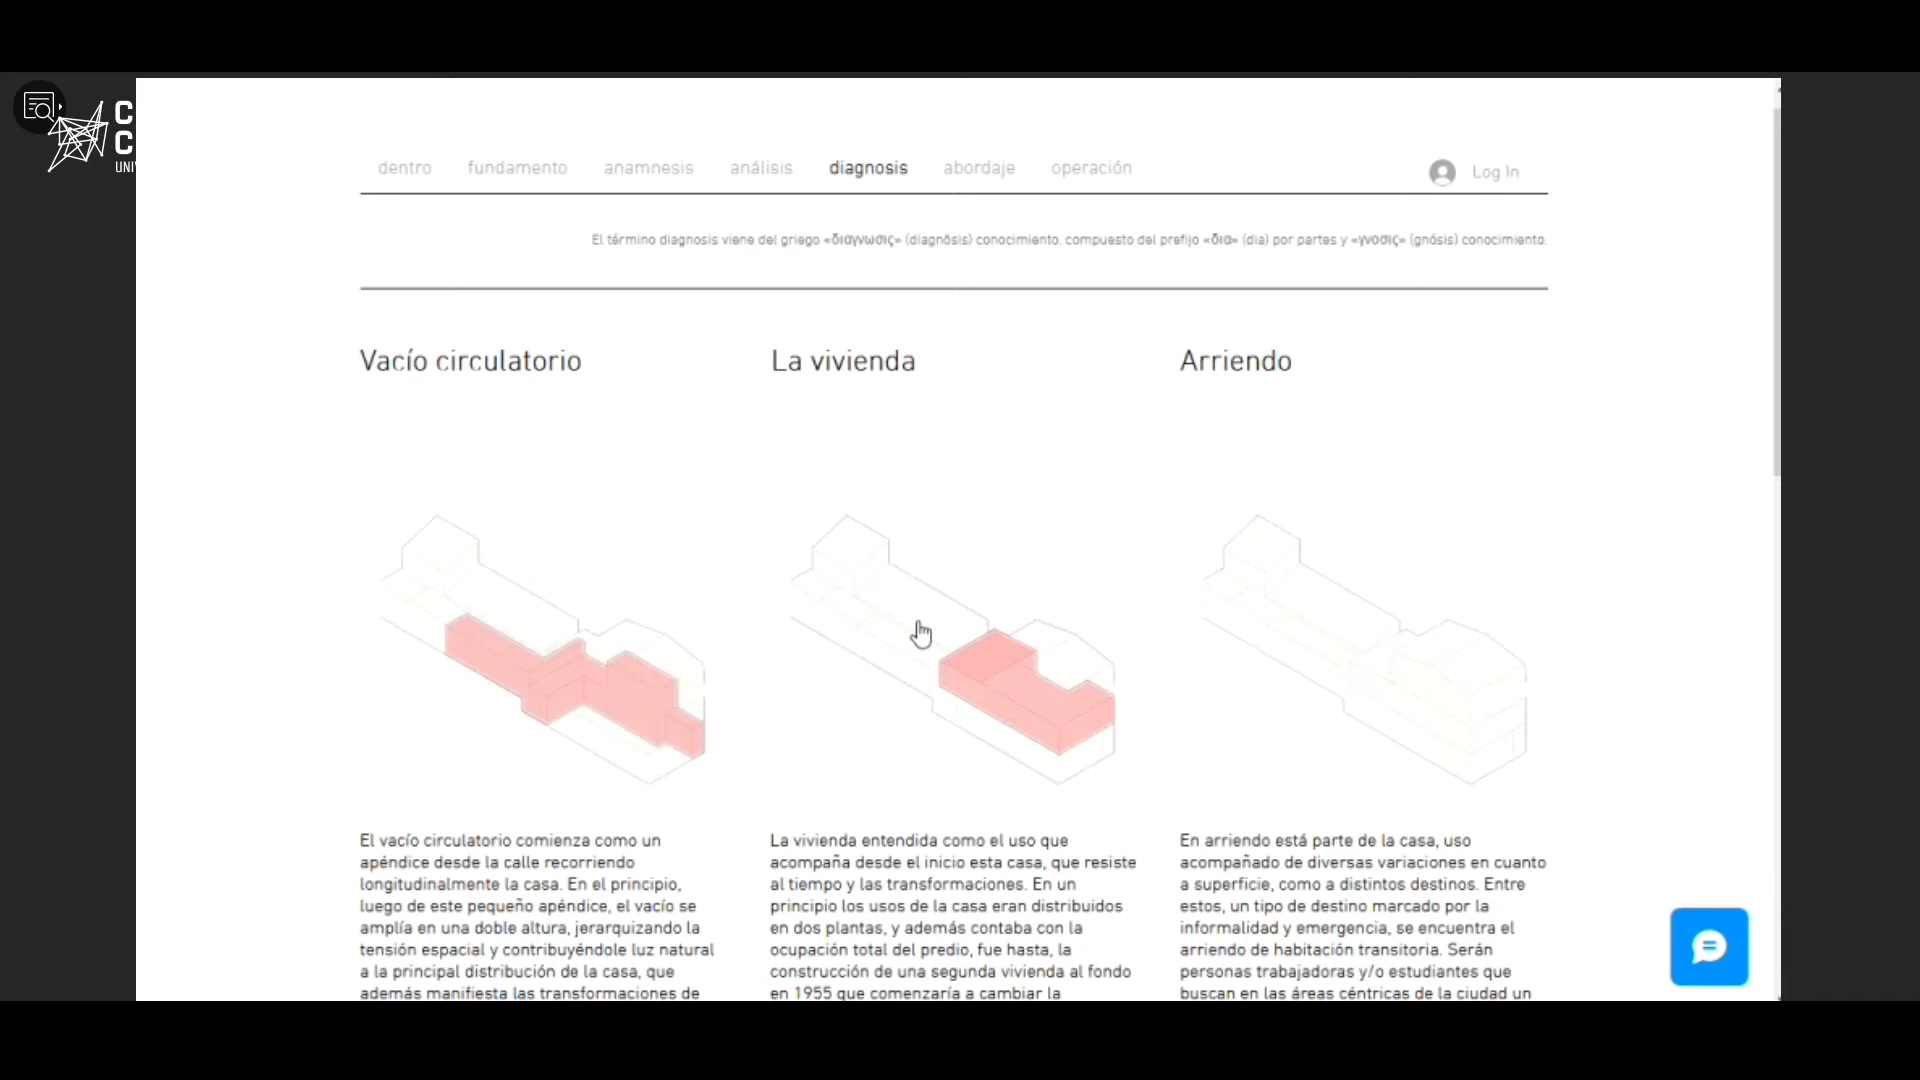 C
C
UNI
dentro fundamento anamnesis análisis diagnosis abordaje operación Log In
El término diagnosis viene del griego «διαγνωσις» (diagnōsis) conocimiento. compuesto del prefijo «δια» (dia) por partes y «γνοσις» (gnósis) conocimiento.
Vacío circulatorio
El vacío circulatorio comienza como un
apéndice desde la calle recorriendo
longitudinalmente la casa. En el principio,
luego de este pequeño apéndice, el vacío se
amplía en una doble altura, jerarquizando la
tensión espacial y contribuyéndole luz natural
a la principal distribución de la casa, que
además manifiesta las transformaciones de
La vivienda
La vivienda entendida como el uso que
acompaña desde el inicio esta casa, que resiste
al tiempo y las transformaciones. En un
principio los usos de la casa eran distribuidos
en dos plantas, y además contaba con la
ocupación total del predio, fue hasta, la
construcción de una segunda vivienda al fondo
en 1955 que comenzaría a cambiar la
Arriendo
En arriendo está parte de la casa, uso
acompañado de diversas variaciones en cuanto
a superficie, como a distintos destinos. Entre
estos, un tipo de destino marcado por la
informalidad y emergencia, se encuentra el
arriendo de habitación transitoria. Serán
personas trabajadoras y/o estudiantes que
buscan en las áreas céntricas de la ciudad un